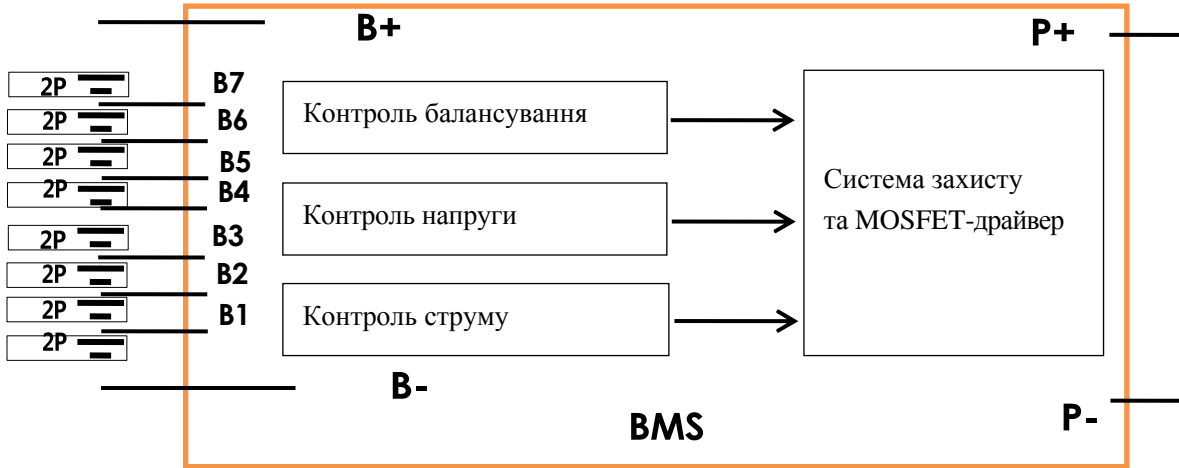 B+
P+
2P
B7
2P
B6
2P
B5
2P
B4
2P
B3
2P
B2
2P
B1
2P
Контроль балансування
Контроль напруги
Контроль струму
Система захисту
та MOSFET-драйвер
B-
P-
BMS